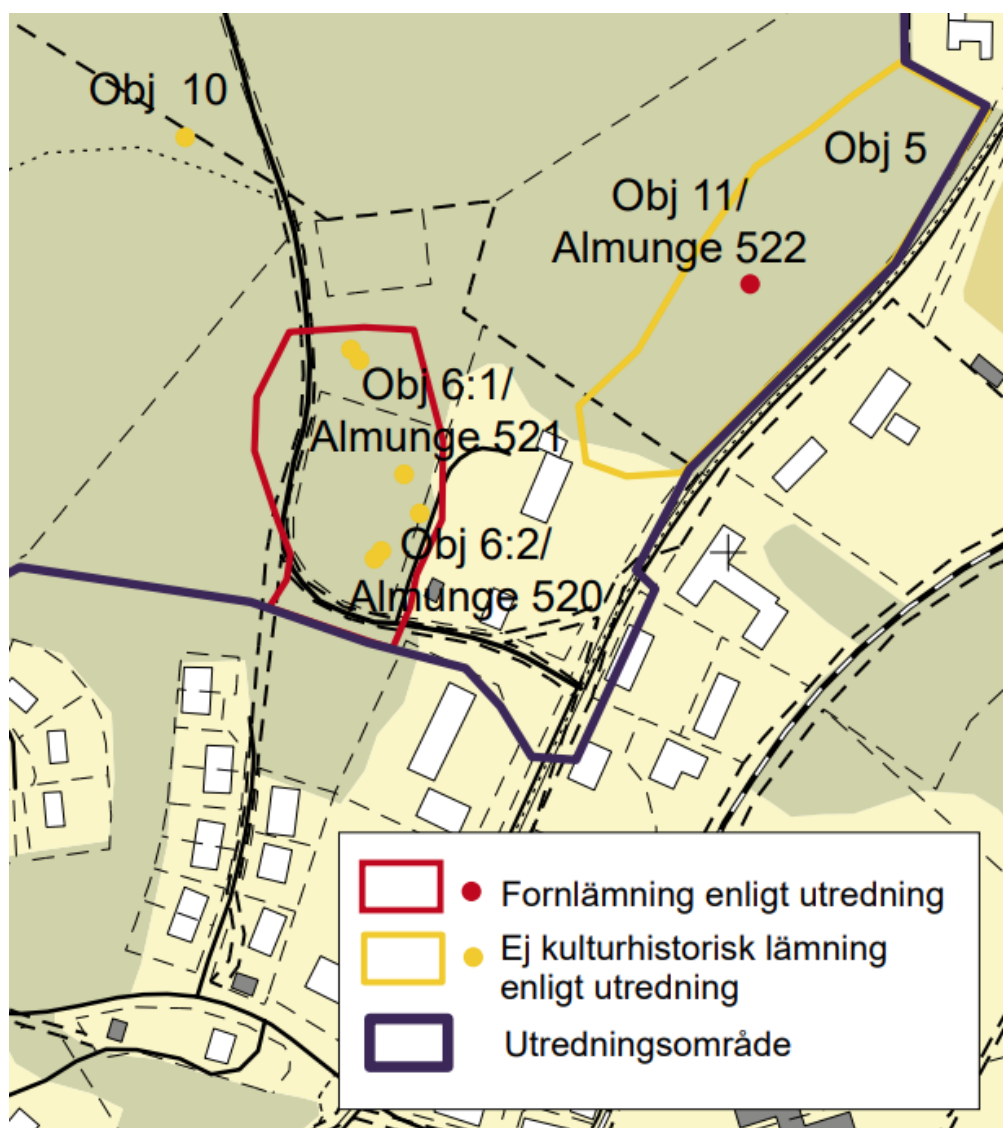 Obj 10
Obj 5
Obj 11/
Almunge 522
Obj 6:1/
Almunge 521
Obj 6:2/
Almunge 520
Fornlämning enligt utredning
Ej kulturhistorisk lämning
enligt utredning
Utredningsområde